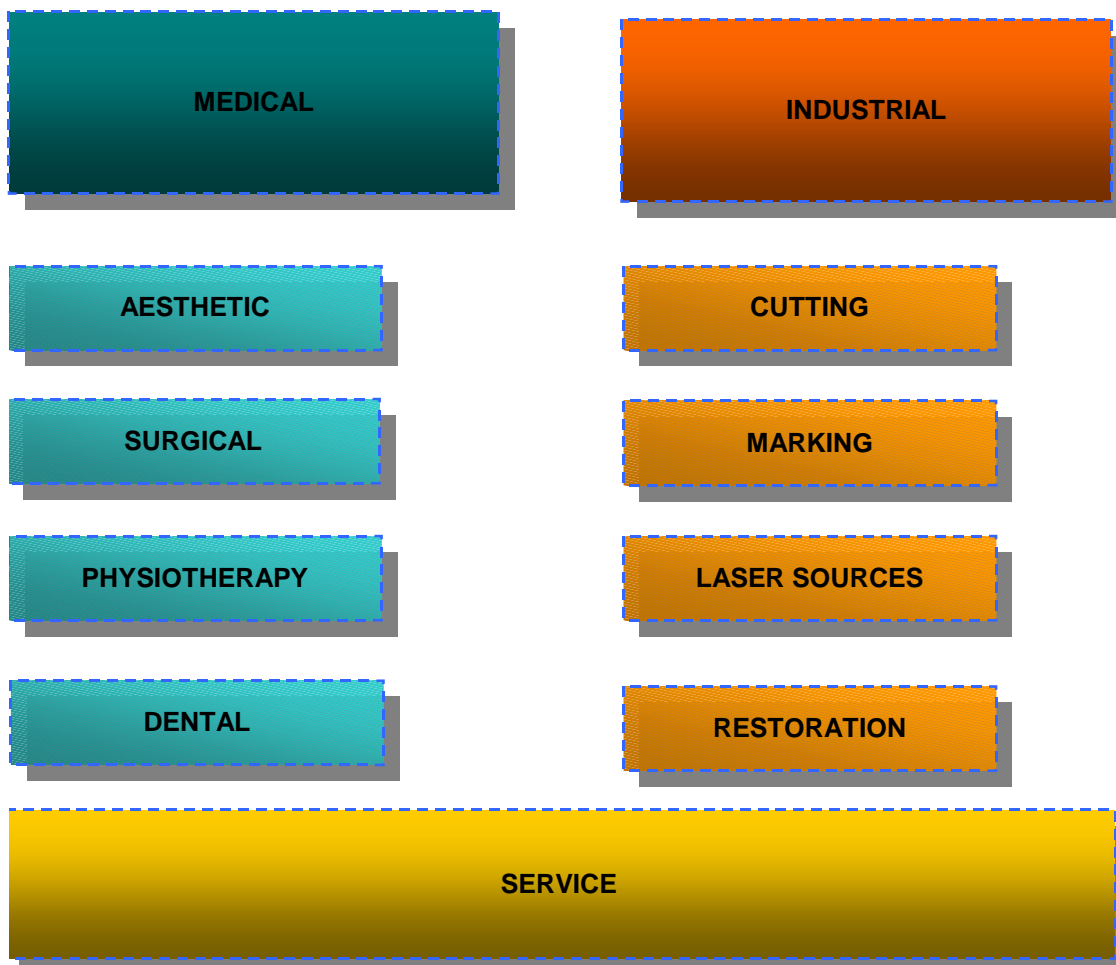 MEDICAL
INDUSTRIAL
AESTHETIC
CUTTING
SURGICAL
MARKING
PHYSIOTHERAPY
LASER SOURCES
DENTAL
RESTORATION
SERVICE